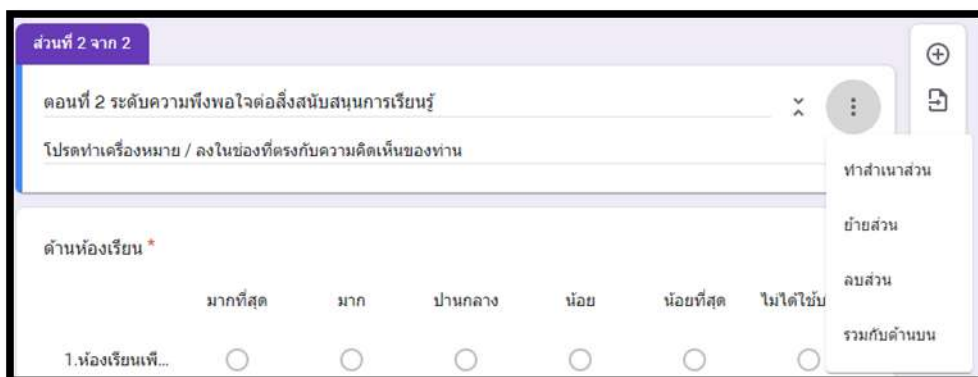 ส่วนที่ 2 จาก 2
ตอนที่ 2 ระดับความพึงพอใจต่อสิ่งสนับสนุนการเรียนรู้
โปรดทำเครื่องหมาย / ลงในช่องที่ตรงกับความคิดเห็นของท่าน
ทำสำเนาส่วน
ย้ายส่วน
ลบส่วน
รวมกับด้านบน
ด้านห้องเรียน *
มากที่สุด มาก ปานกลาง น้อย น้อยที่สุด ไม่ได้ใช้บ
1.ห้องเรียนเพี...